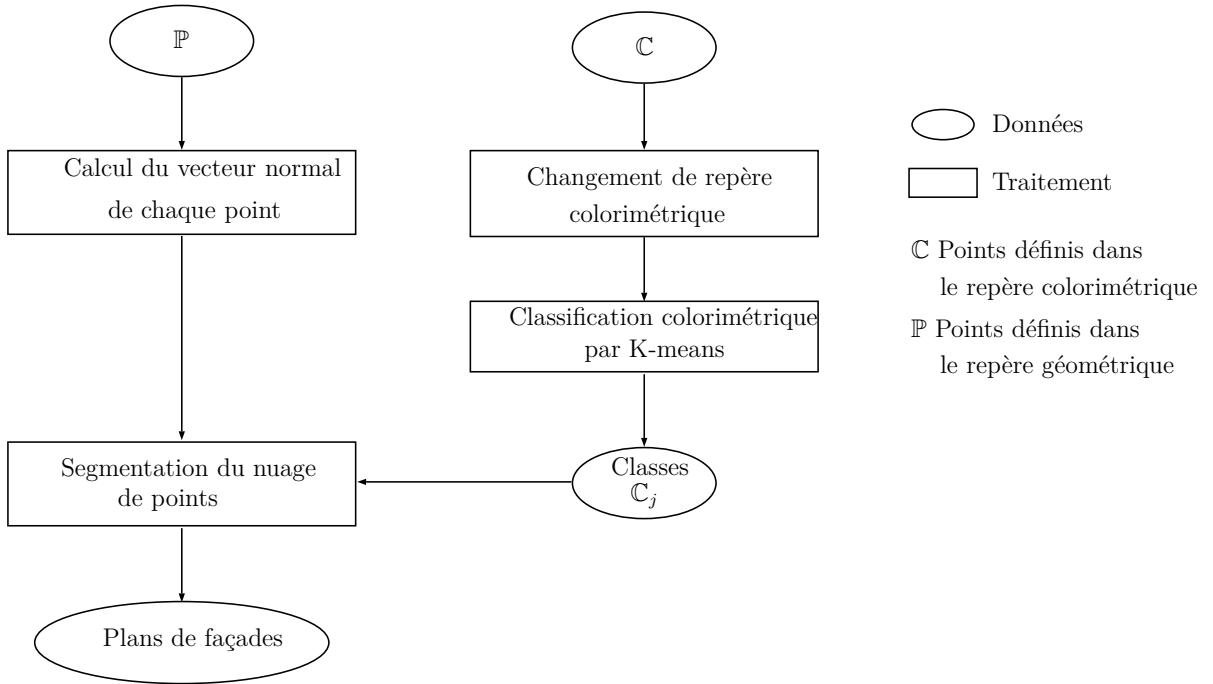 ℙ
ℂ
Calcul du vecteur normal
de chaque point
Changement de repère
colorimétrique
Classification colorimétrique
par K-means
Segmentation du nuage
de points
Classes
ℂj
Plans de façades
Données
Traitement
ℂ Points définis dans
le repère colorimétrique
ℙ Points définis dans
le repère géométrique